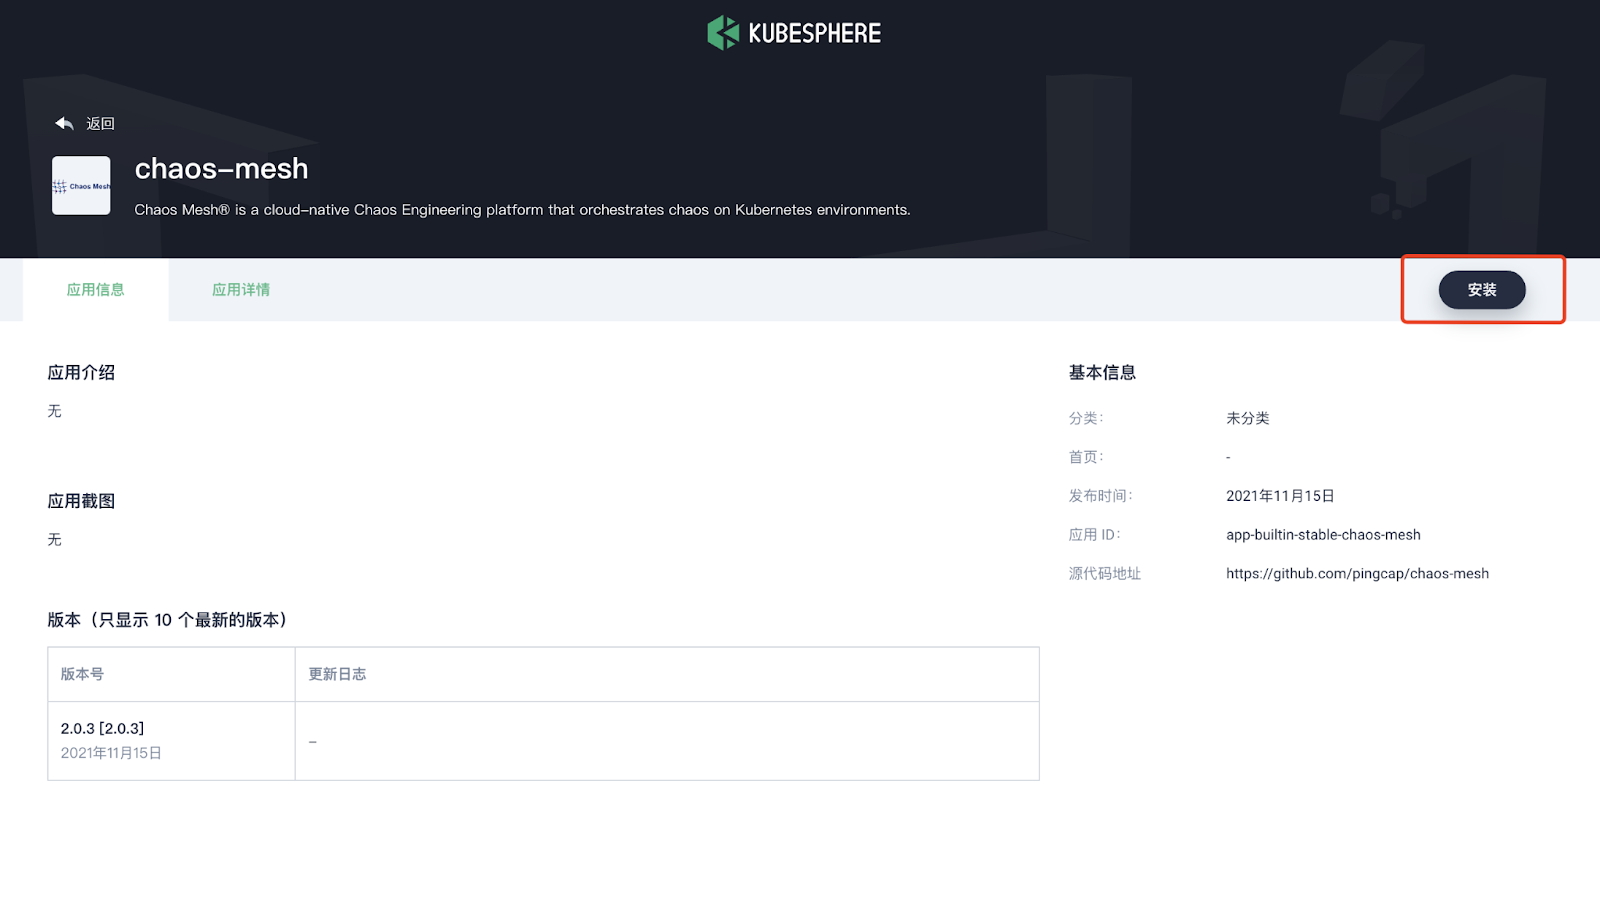 KUBESPHERE
返回
Chaos Mesh
chaos-mesh
Chaos Mesh® is a cloud-native Chaos Engineering platform that orchestrates chaos on Kubernetes environments.
应用信息
应用详情
安装
应用介绍
无
应用截图
无
版本（只显示 10 个最新的版本）
版本号
更新日志
2.0.3 [2.0.3]
2021年11月15日
–
基本信息
分类：
未分类
首页：
-
发布时间：
2021年11月15日
应用 ID：
app-builtin-stable-chaos-mesh
源代码地址
https://github.com/pingcap/chaos-mesh